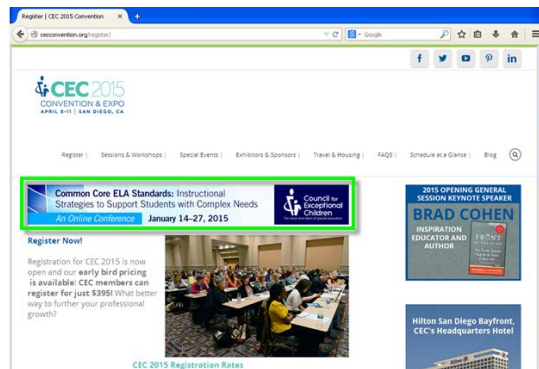 Register | CEC 2015 Convention
cecconvention.org/register/
Google
CEC 2015
CONVENTION & EXPO
APRIL 8-11 | SAN DIEGO, CA
Register | Sessions & Workshops | Special Events | Exhibitors & Sponsors | Travel & Housing | FAQS | Schedule at a Glance | Blog
Common Core ELA Standards: Instructional
Strategies to Support Students with Complex Needs
An Online Conference January 14–27, 2015
Council for
Exceptional
Children
2015 OPENING GENERAL
SESSION KEYNOTE SPEAKER
BRAD COHEN
INSPIRATION
EDUCATOR AND
AUTHOR
FRONT
Register Now!
Registration for CEC 2015 is now
open and our early bird pricing
is available! CEC members can
register for just $395! What better
way to further your professional
growth?
Hilton San Diego Bayfront,
CEC's Headquarters Hotel
CEC 2015 Registration Rates